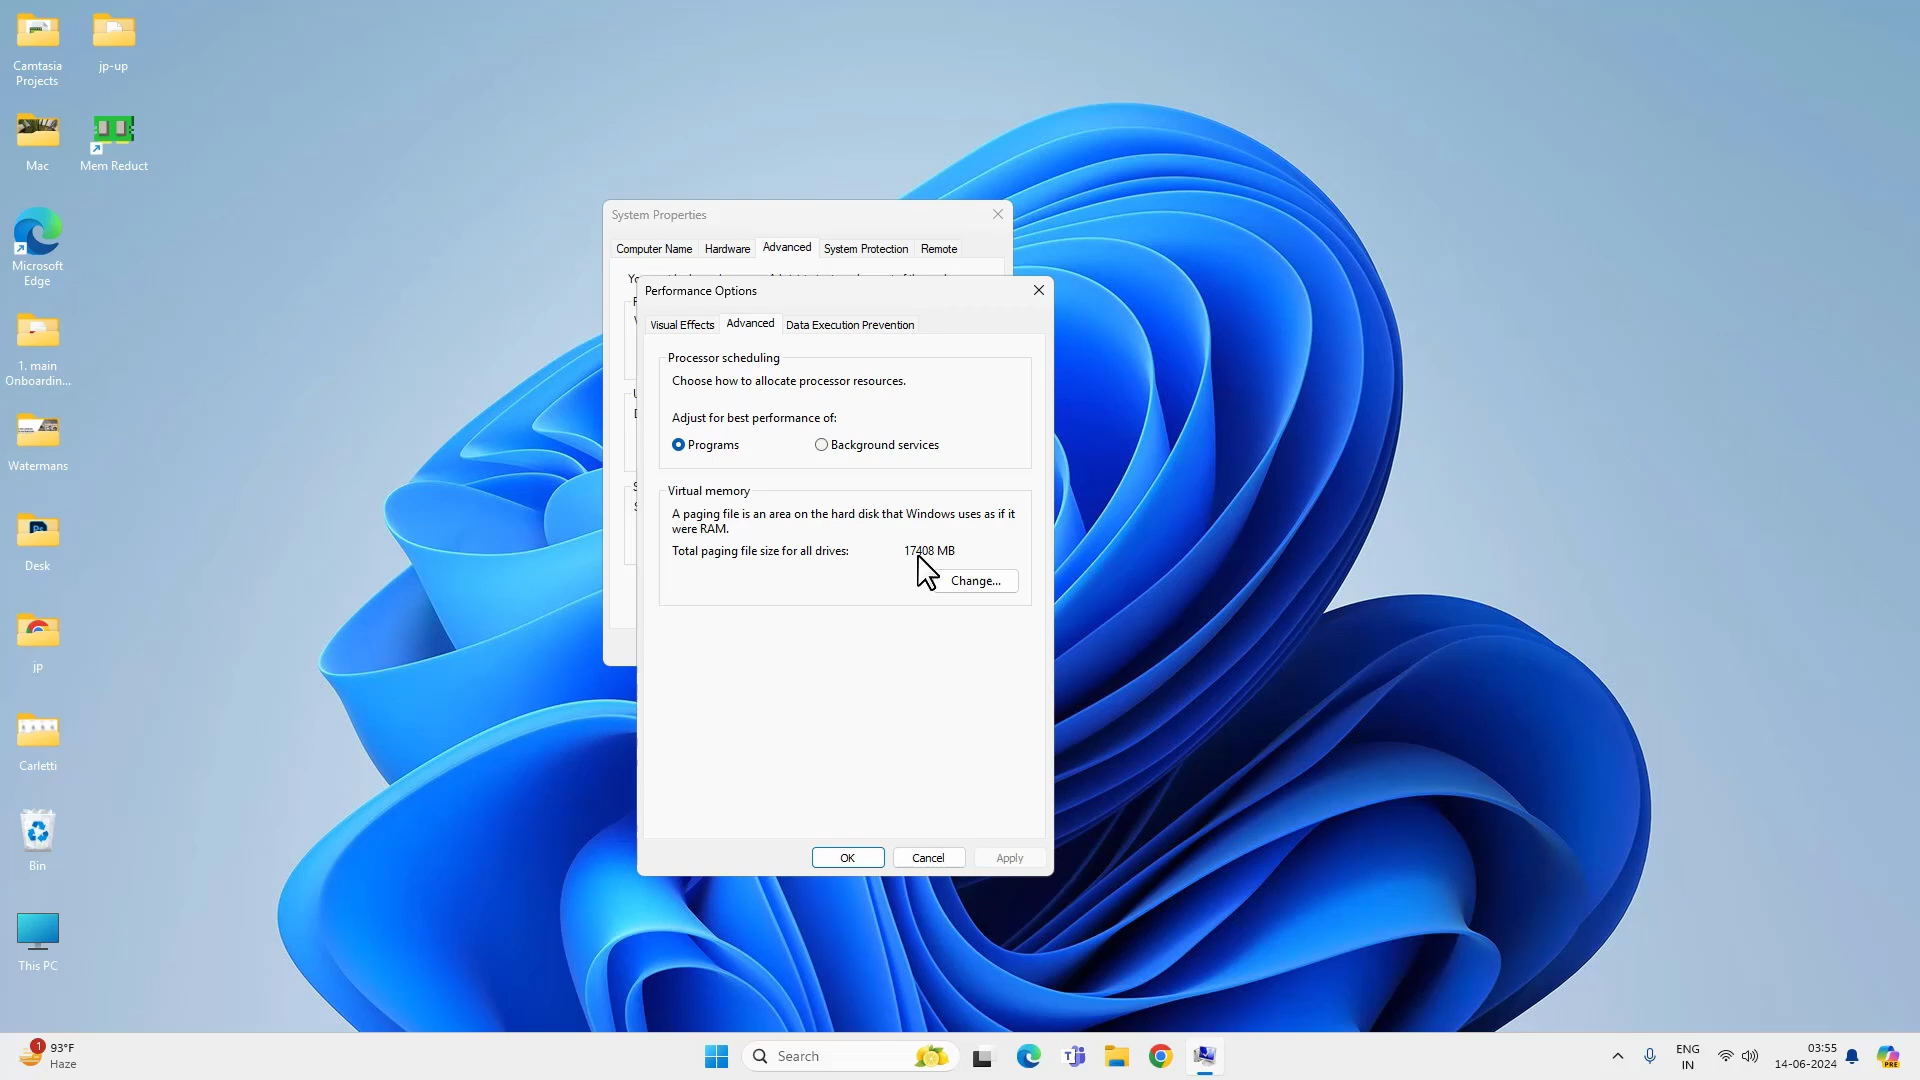 Camtasia
Projects
jp-up
Mac
Mem Reduct
Microsoft
Edge
1. main
Onboardin...
Watermans
Desk
jp
Carletti
Bin
This PC
System Properties
Computer Name
Hardware
Advanced
System Protection
Remote
Performance Options
Visual Effects
Advanced
Data Execution Prevention
Processor scheduling
Choose how to allocate processor resources.
Adjust for best performance of:
Programs
Background services
Virtual memory
A paging file is an area on the hard disk that Windows uses as if it
were RAM.
Total paging file size for all drives:
17408 MB
Change...
OK
Cancel
Apply
1
93°F
Haze
Search
ENG
IN
03:55
14-06-2024
PRE